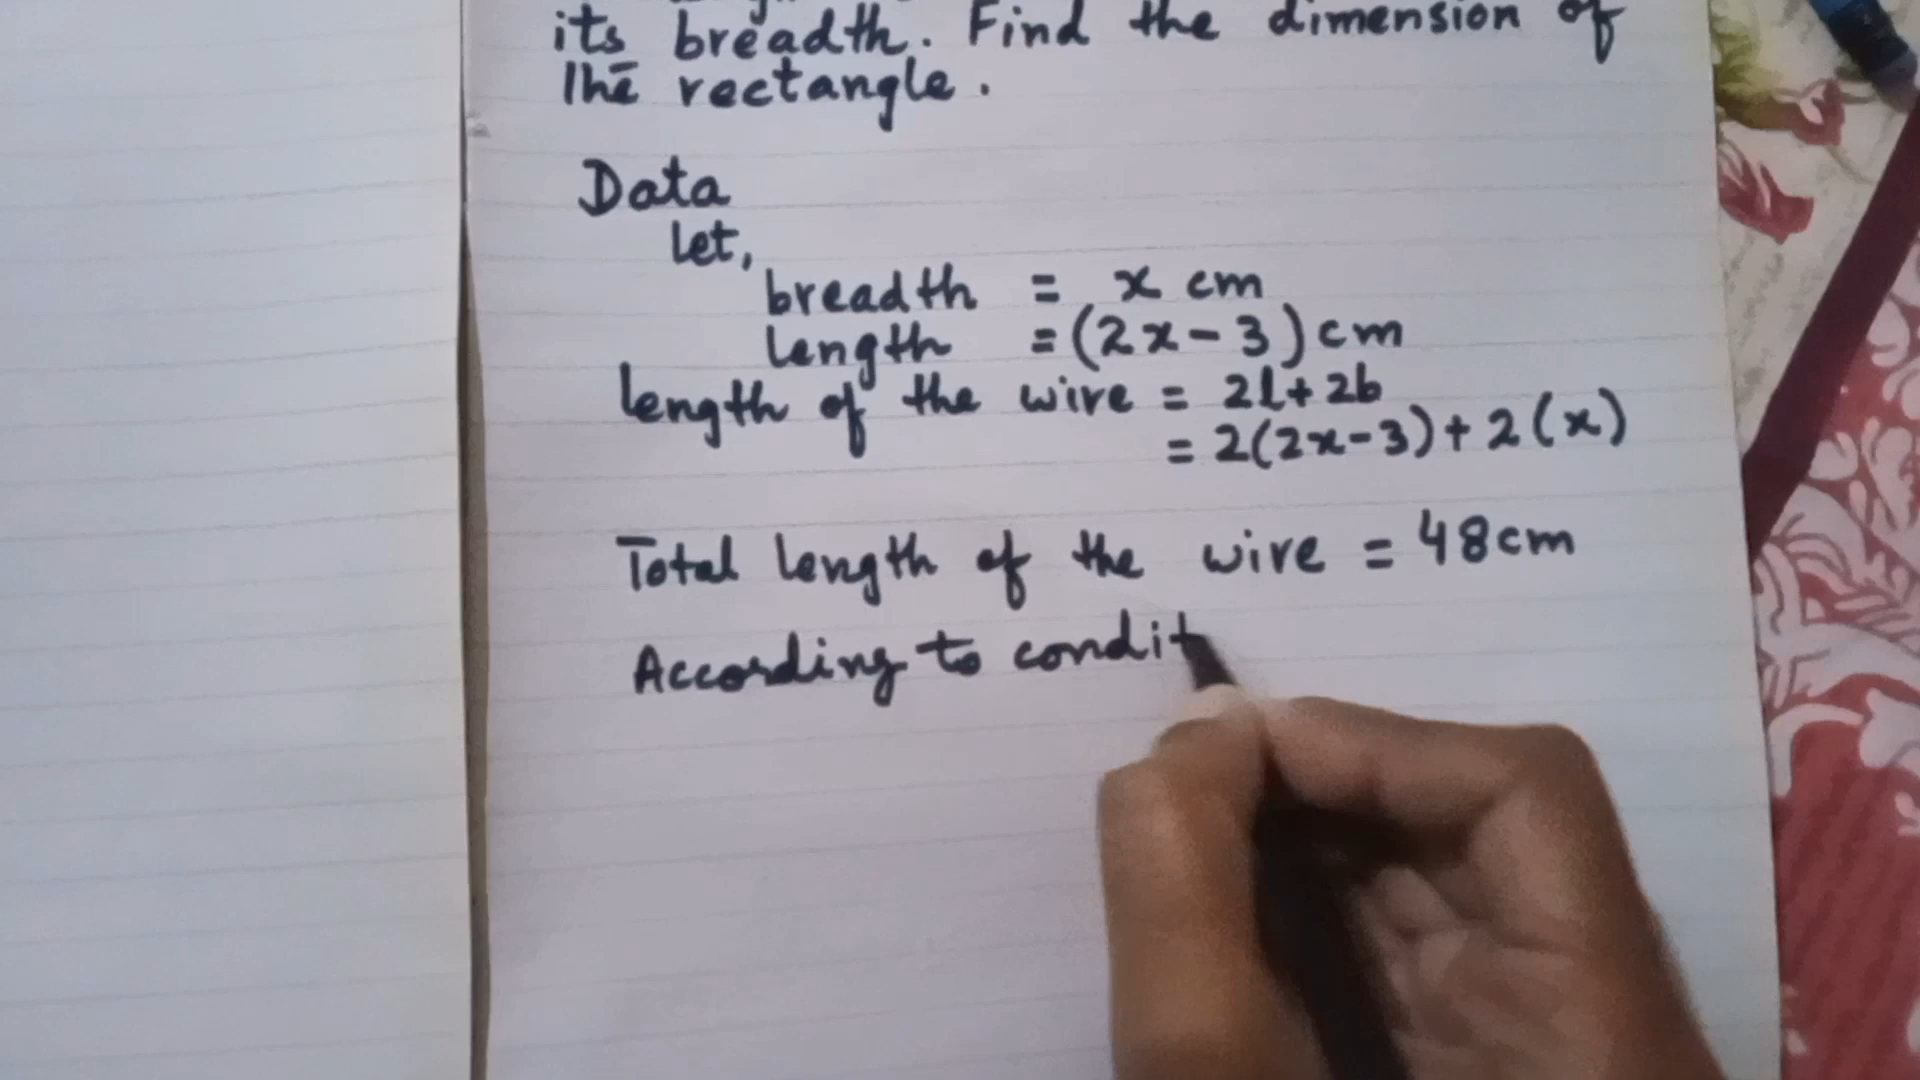 its breadth. Find the dimension of
The rectangle.
Data
let,
breadth = x cm
length = (2x-3) cm
length of the wire = 2l + 2b
= 2(2x-3) + 2(x)
Total length of the wire = 48cm
According to condit